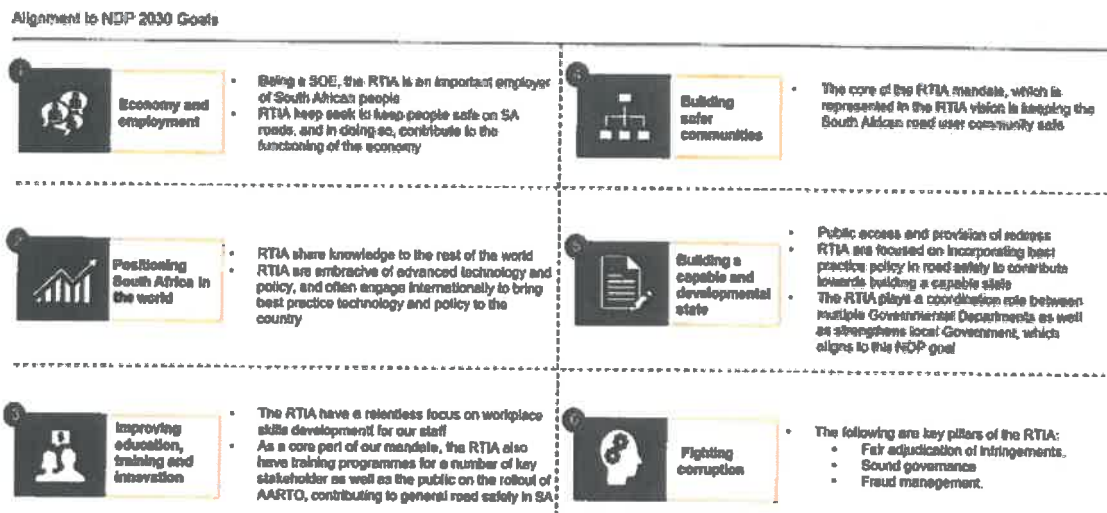 Alignment to NDP 2030 Goals
1
Economy and
employment
• Being a SOE, the RTIA is an important employer
of South African people
• RTIA keep seek to keep people safe on SA
roads, and in doing so, contribute to the
functioning of the economy
2
Positioning
South Africa in
the world
• RTIA share knowledge to the rest of the world
• RTIA are embracive of advanced technology and
policy, and often engage internationally to bring
best practice technology and policy to the
country
3
Improving
education,
training and
innovation
• The RTIA have a relentless focus on workplace
skills development for our staff
• As a core part of our mandate, the RTIA also
have training programmes for a number of key
stakeholder as well as the public on the rollout of
AARTO, contributing to general road safety in SA
Building
safer
communities
• The core of the RTIA mandate, which is
represented in the RTIA vision is keeping the
South African road user community safe
5
Building a
capable and
developmental
state
• Public access and provision of redress
• RTIA are focused on incorporating best
practice policy in road safety to contribute
towards building a capable state
• The RTIA plays a coordination role between
multiple Governmental Departments as well
as strengthens local Government, which
aligns to this NDP goal
Fighting
corruption
• The following are key pillars of the RTIA:
• Fair adjudication of infringements.
• Sound governance
• Fraud management.